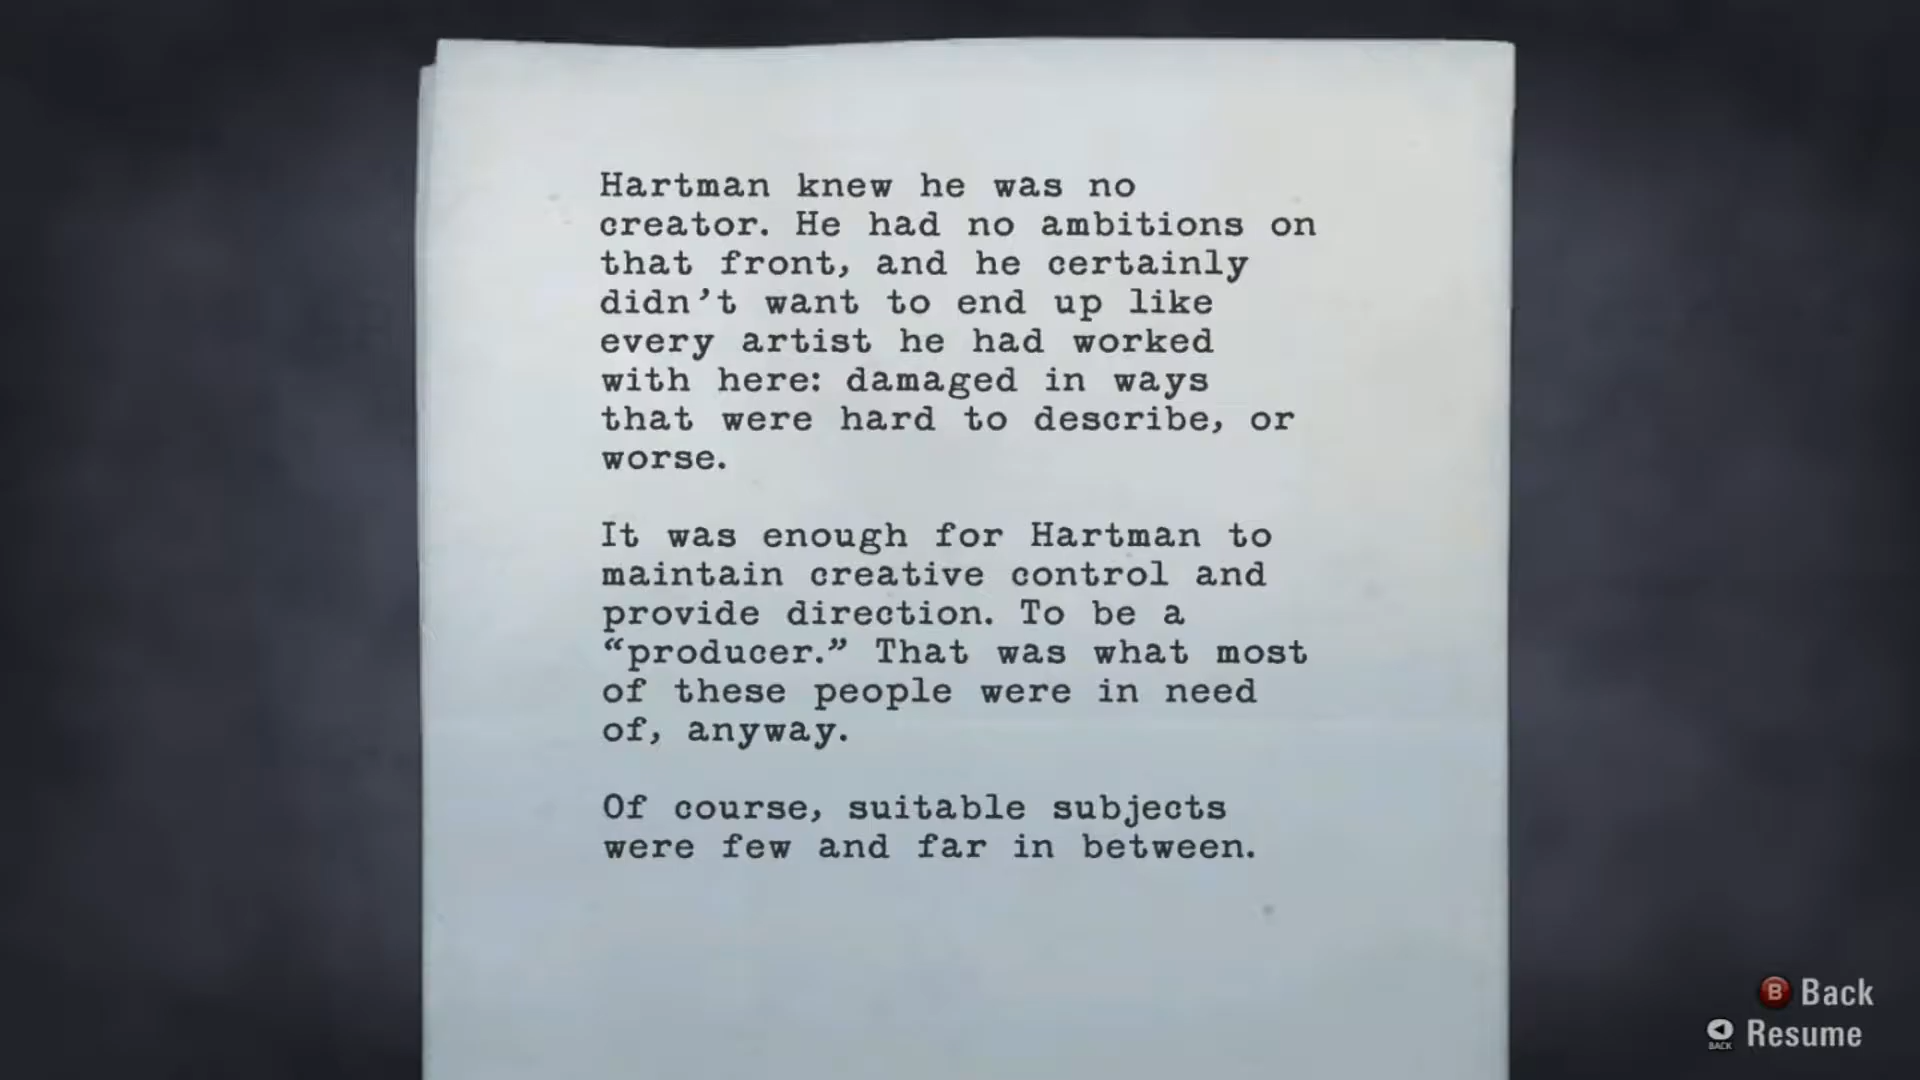 Hartman knew he was no
creator. He had no ambitions on
that front, and he certainly
didn’t want to end up like
every artist he had worked
with here: damaged in ways
that were hard to describe, or
worse.
It was enough for Hartman to
maintain creative control and
provide direction. To be a
“producer.” That was what most
of these people were in need
of, anyway.
Of course, suitable subjects
were few and far in between.
B Back
BACK Resume